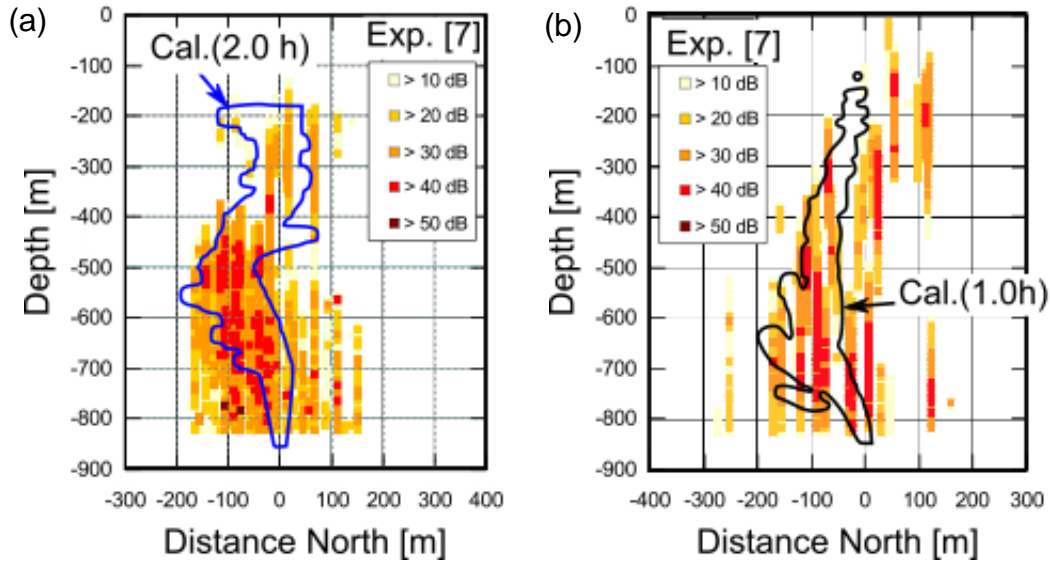 (a)
Cal.(2.0 h)
Exp. [7]
> 10 dB
> 20 dB
> 30 dB
> 40 dB
> 50 dB
0
-100
-200
-300
-400
-500
-600
-700
-800
-900
Depth [m]
-300 -200 -100 0 100 200 300 400
Distance North [m]
(b)
Exp. [7]
> 10 dB
> 20 dB
> 30 dB
> 40 dB
> 50 dB
Cal.(1.0h)
0
-100
-200
-300
-400
-500
-600
-700
-800
-900
Depth [m]
-400 -300 -200 -100 0 100 200 300
Distance North [m]